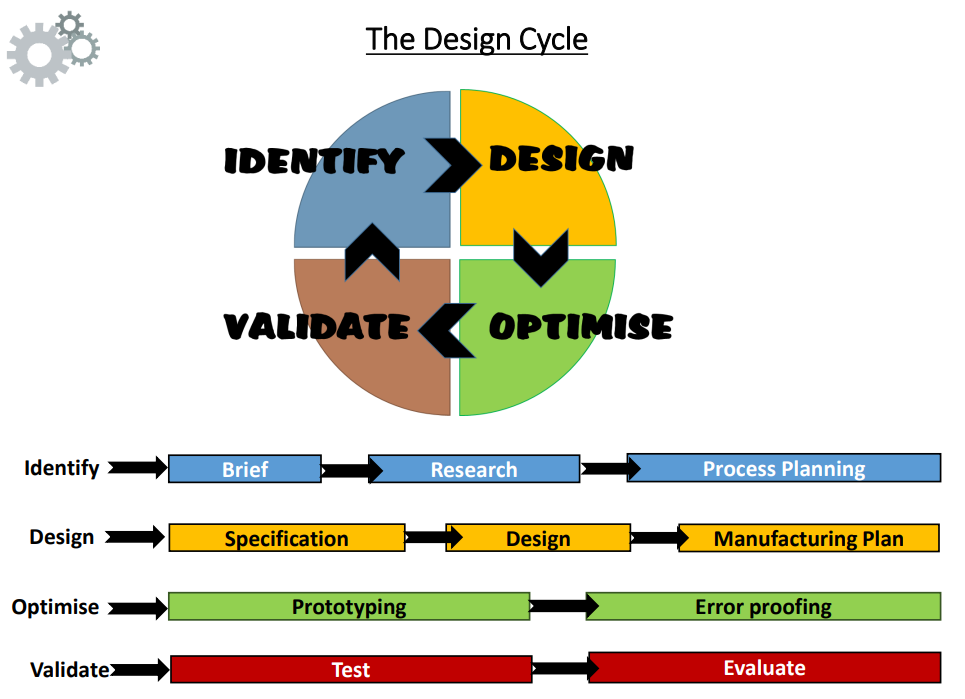 The Design Cycle
IDENTIFY
DESIGN
VALIDATE
OPTIMISE
Identify Brief Research Process Planning
Design Specification Design Manufacturing Plan
Optimise Prototyping Error proofing
Validate Test Evaluate